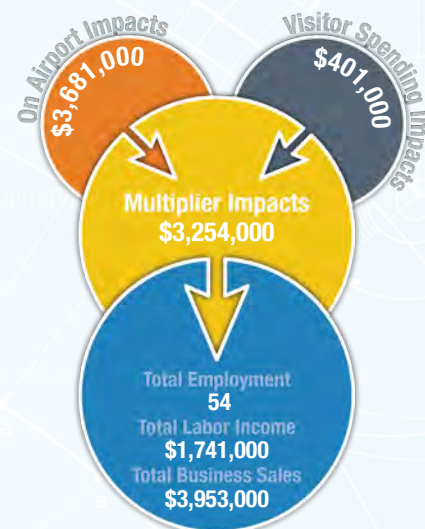 On Airport Impacts
$3,681,000
Visitor Spending Impacts
$401,000
Multiplier Impacts
$3,254,000
Total Employment
54
Total Labor Income
$1,741,000
Total Business Sales
$3,953,000